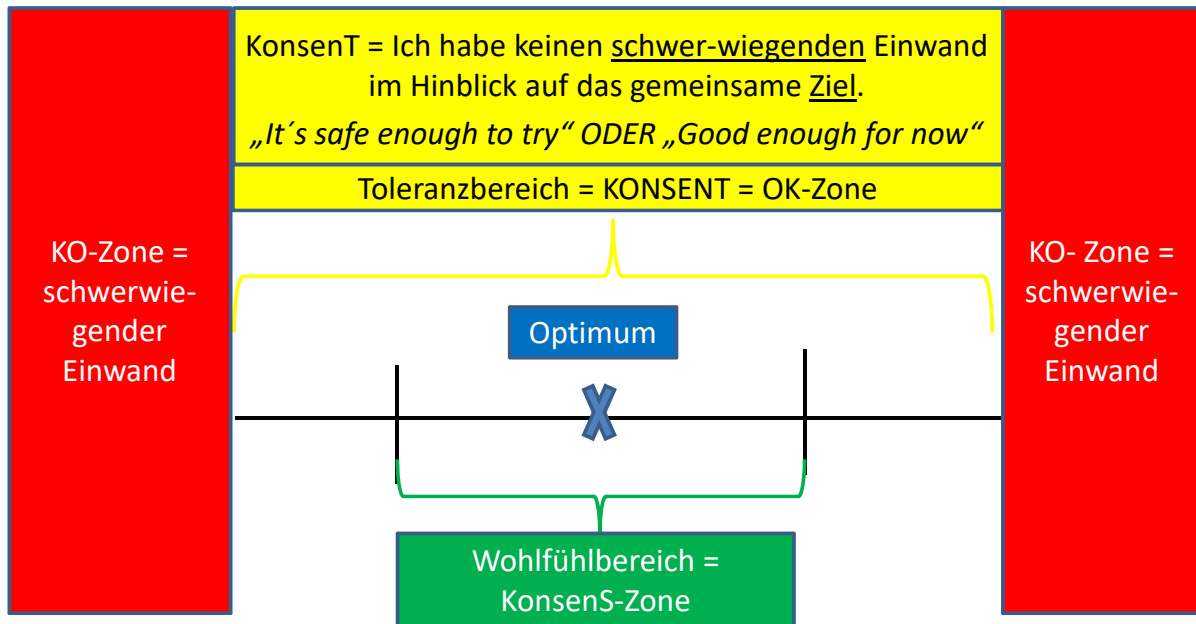 KonsenT = Ich habe keinen schwer-wiegenden Einwand
im Hinblick auf das gemeinsame Ziel.
„It´s safe enough to try“ ODER „Good enough for now“
Toleranzbereich = KONSENT = OK-Zone
KO-Zone =
schwerwie-
gender
Einwand
KO- Zone =
schwerwie-
gender
Einwand
Optimum
Wohlfühlbereich =
KonsenS-Zone